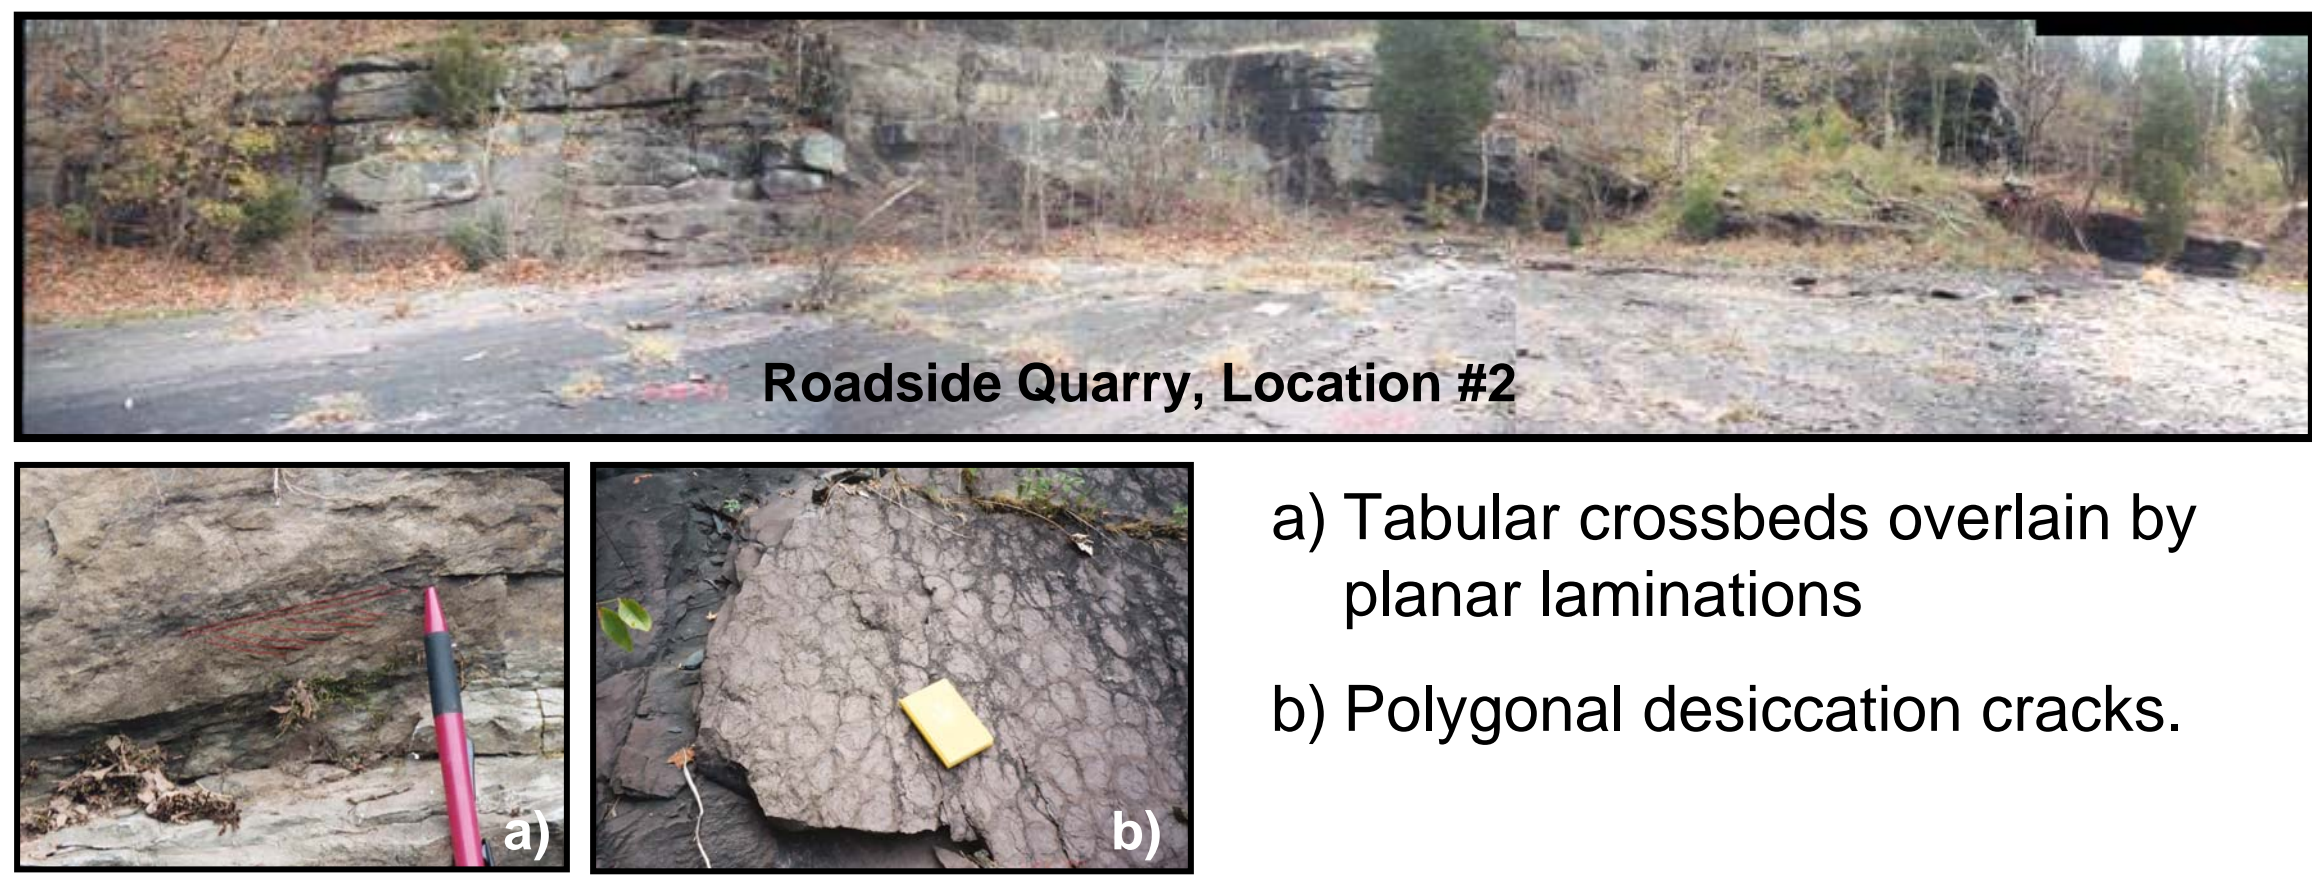 Roadside Quarry, Location #2
a)
b)
a) Tabular crossbeds overlain by
planar laminations
b) Polygonal desiccation cracks.